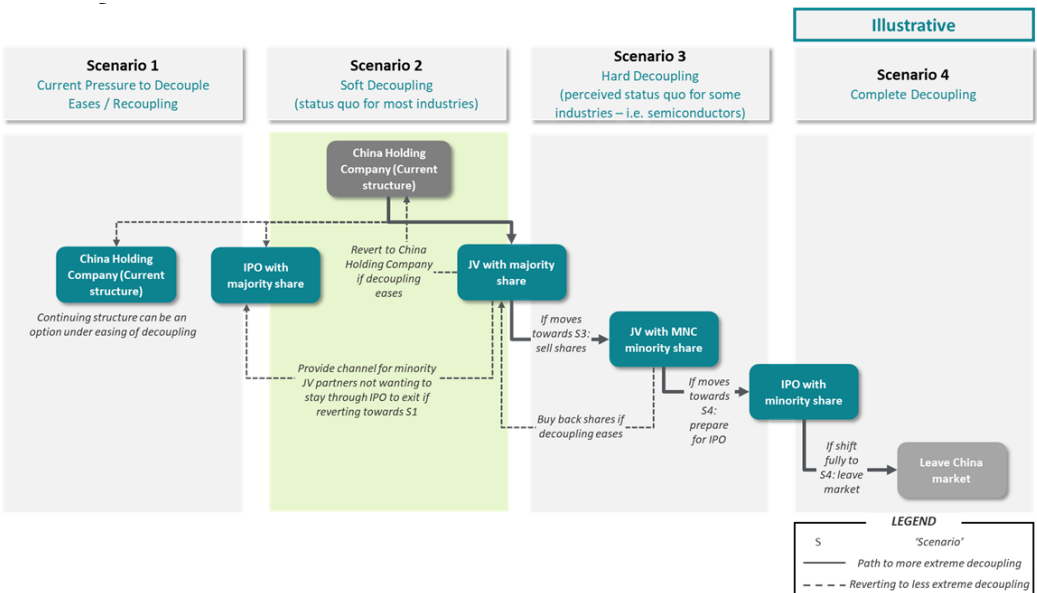 Illustrative
Scenario 1
Current Pressure to Decouple
Eases / Recoupling
Scenario 2
Soft Decoupling
(status quo for most industries)
Scenario 3
Hard Decoupling
(perceived status quo for some
industries – i.e. semiconductors)
Scenario 4
Complete Decoupling
China Holding
Company (Current
structure)
China Holding
Company (Current
structure)
Continuing structure can be an
option under easing of decoupling
IPO with
majority share
Revert to China
Holding Company
if decoupling
eases
JV with majority
share
Provide channel for minority
JV partners not wanting to
stay through IPO to exit if
reverting towards S1
If moves
towards S3:
sell shares
JV with MNC
minority share
Buy back shares if
decoupling eases
If moves
towards
S4:
prepare
for IPO
IPO with
minority share
If shift
fully to
S4: leave
market
Leave China
market
LEGEND
S 'Scenario'
Path to more extreme decoupling
Reverting to less extreme decoupling